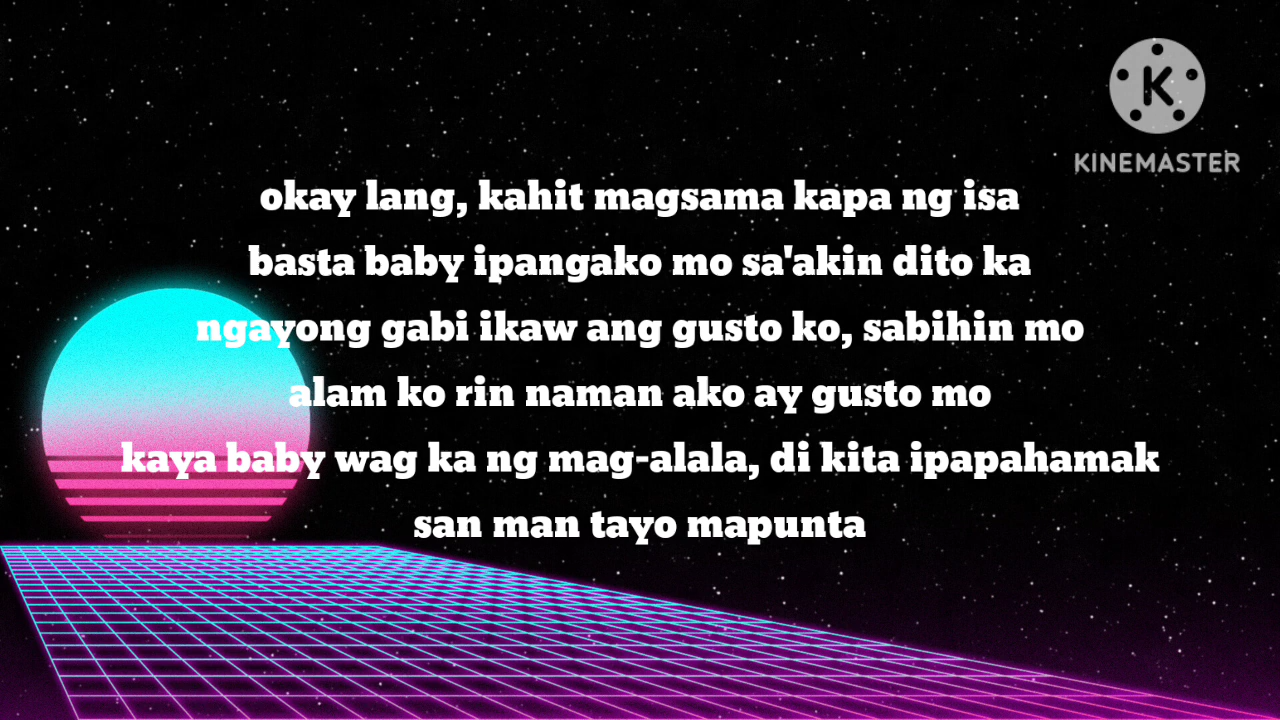 K
KINEMASTER
okay lang, kahit magsama kapa ng isa
basta baby ipangako mo sa'akin dito ka
ngayong gabi ikaw ang gusto ko, sabihin mo
alam ko rin naman ako ay gusto mo
kaya baby wag ka ng mag-alala, di kita ipapahamak
san man tayo mapunta